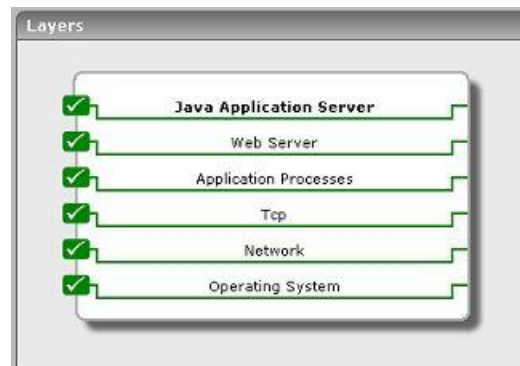 Layers
Java Application Server
Web Server
Application Processes
Tcp
Network
Operating System